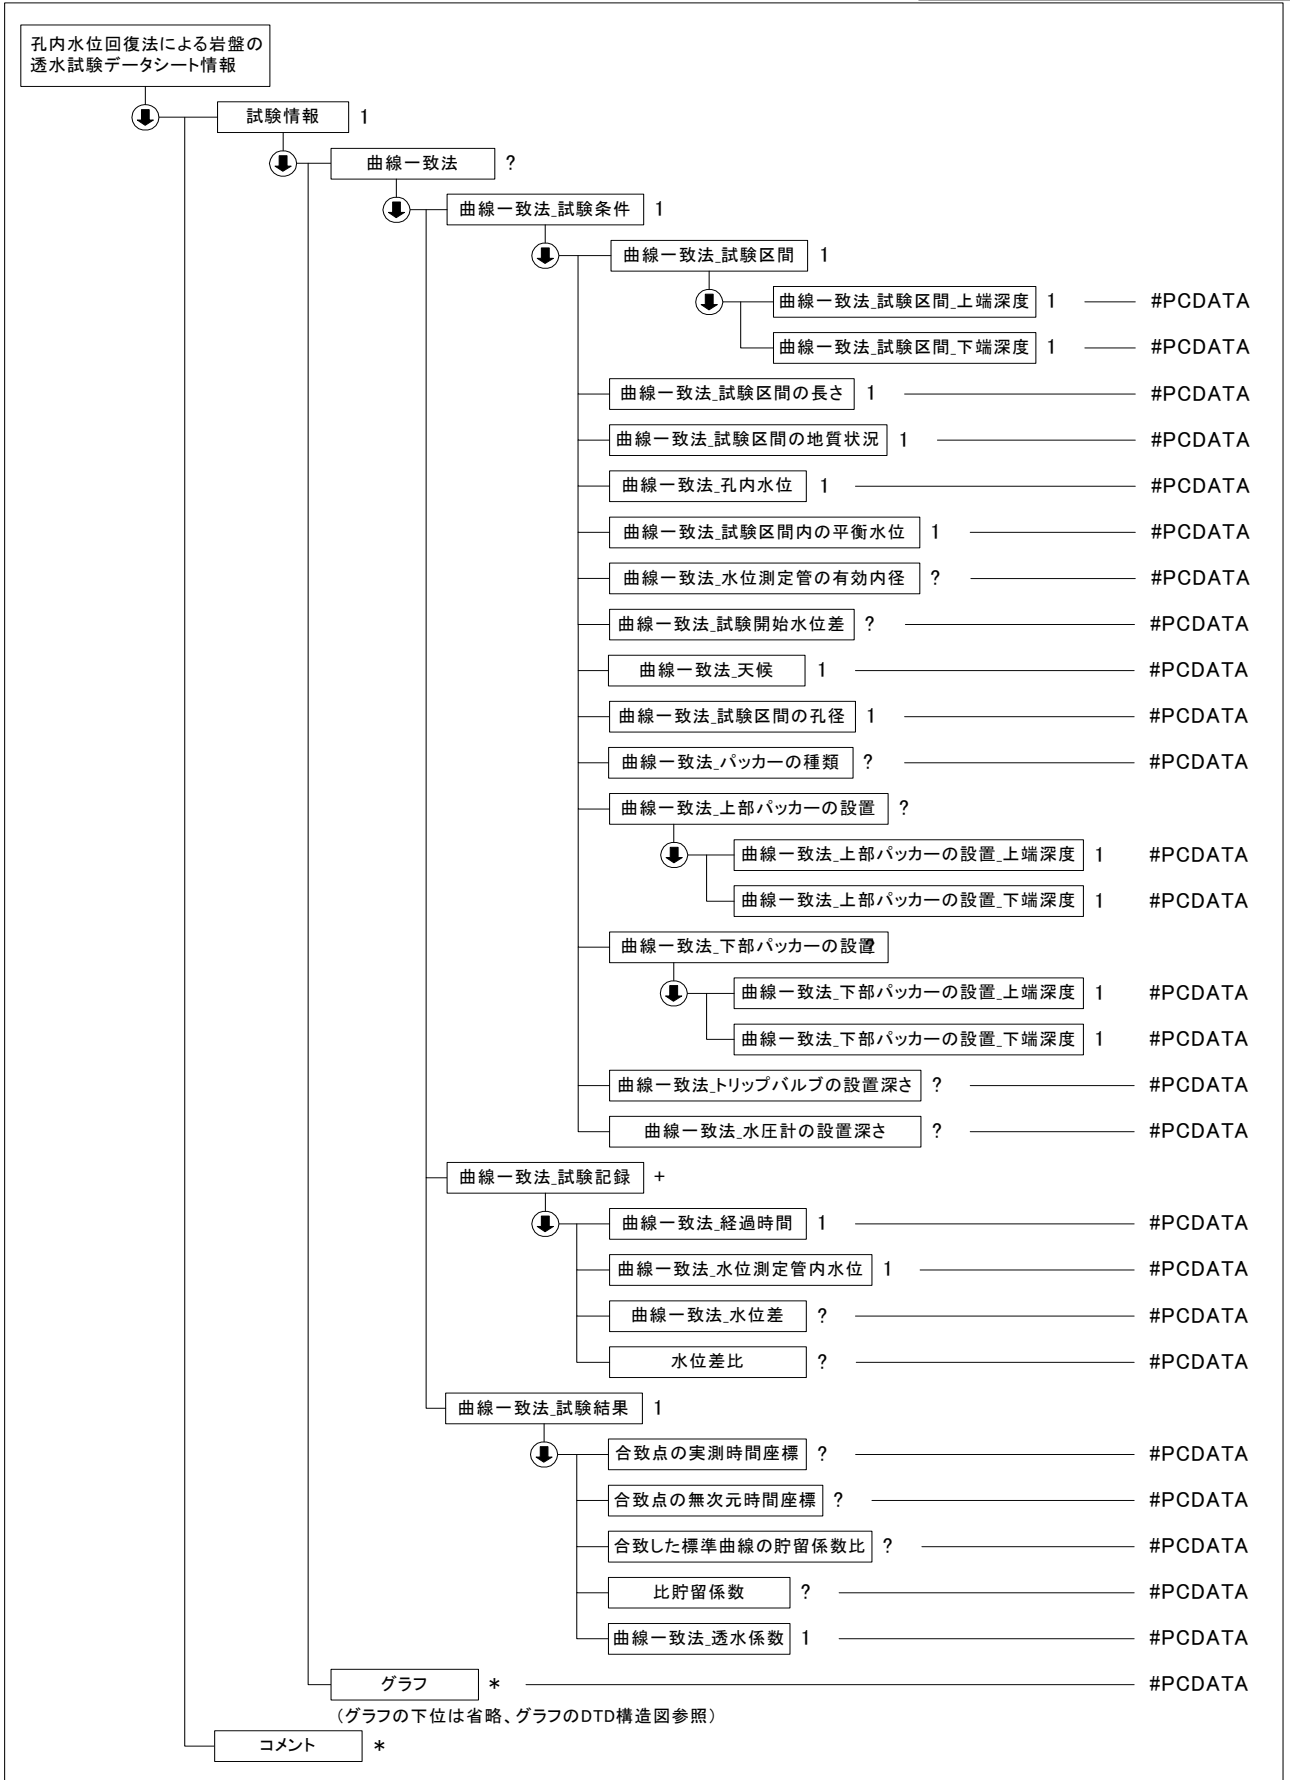 孔内水位回復法による岩盤の
透水試験データシート情報
試験情報 1
曲線一致法 ?
曲線一致法_試験条件 1
曲線一致法_試験区間 1
曲線一致法_試験区間_上端深度 1 #PCDATA
曲線一致法_試験区間_下端深度 1 #PCDATA
曲線一致法_試験区間の長さ 1 #PCDATA
曲線一致法_試験区間の地質状況 1 #PCDATA
曲線一致法_孔内水位 1 #PCDATA
曲線一致法_試験区間内の平衡水位 1 #PCDATA
曲線一致法_水位測定管の有効内径 ? #PCDATA
曲線一致法_試験開始水位差 ? #PCDATA
曲線一致法_天候 1 #PCDATA
曲線一致法_試験区間の孔径 1 #PCDATA
曲線一致法_パッカーの種類 ? #PCDATA
曲線一致法_上部パッカーの設置 ?
曲線一致法_上部パッカーの設置_上端深度 1 #PCDATA
曲線一致法_上部パッカーの設置_下端深度 1 #PCDATA
曲線一致法_下部パッカーの設置 ?
曲線一致法_下部パッカーの設置_上端深度 1 #PCDATA
曲線一致法_下部パッカーの設置_下端深度 1 #PCDATA
曲線一致法_トリップバルブの設置深さ ? #PCDATA
曲線一致法_水圧計の設置深さ ? #PCDATA
曲線一致法_試験記録 +
曲線一致法_経過時間 1 #PCDATA
曲線一致法_水位測定管内水位 1 #PCDATA
曲線一致法_水位差 ? #PCDATA
水位差比 ? #PCDATA
曲線一致法_試験結果 1
合致点の実測時間座標 ? #PCDATA
合致点の無次元時間座標 ? #PCDATA
合致した標準曲線の貯留係数比 ? #PCDATA
比貯留係数 ? #PCDATA
曲線一致法_透水係数 1 #PCDATA
グラフ * #PCDATA
(グラフの下位は省略、グラフのDTD構造図参照)
コメント *